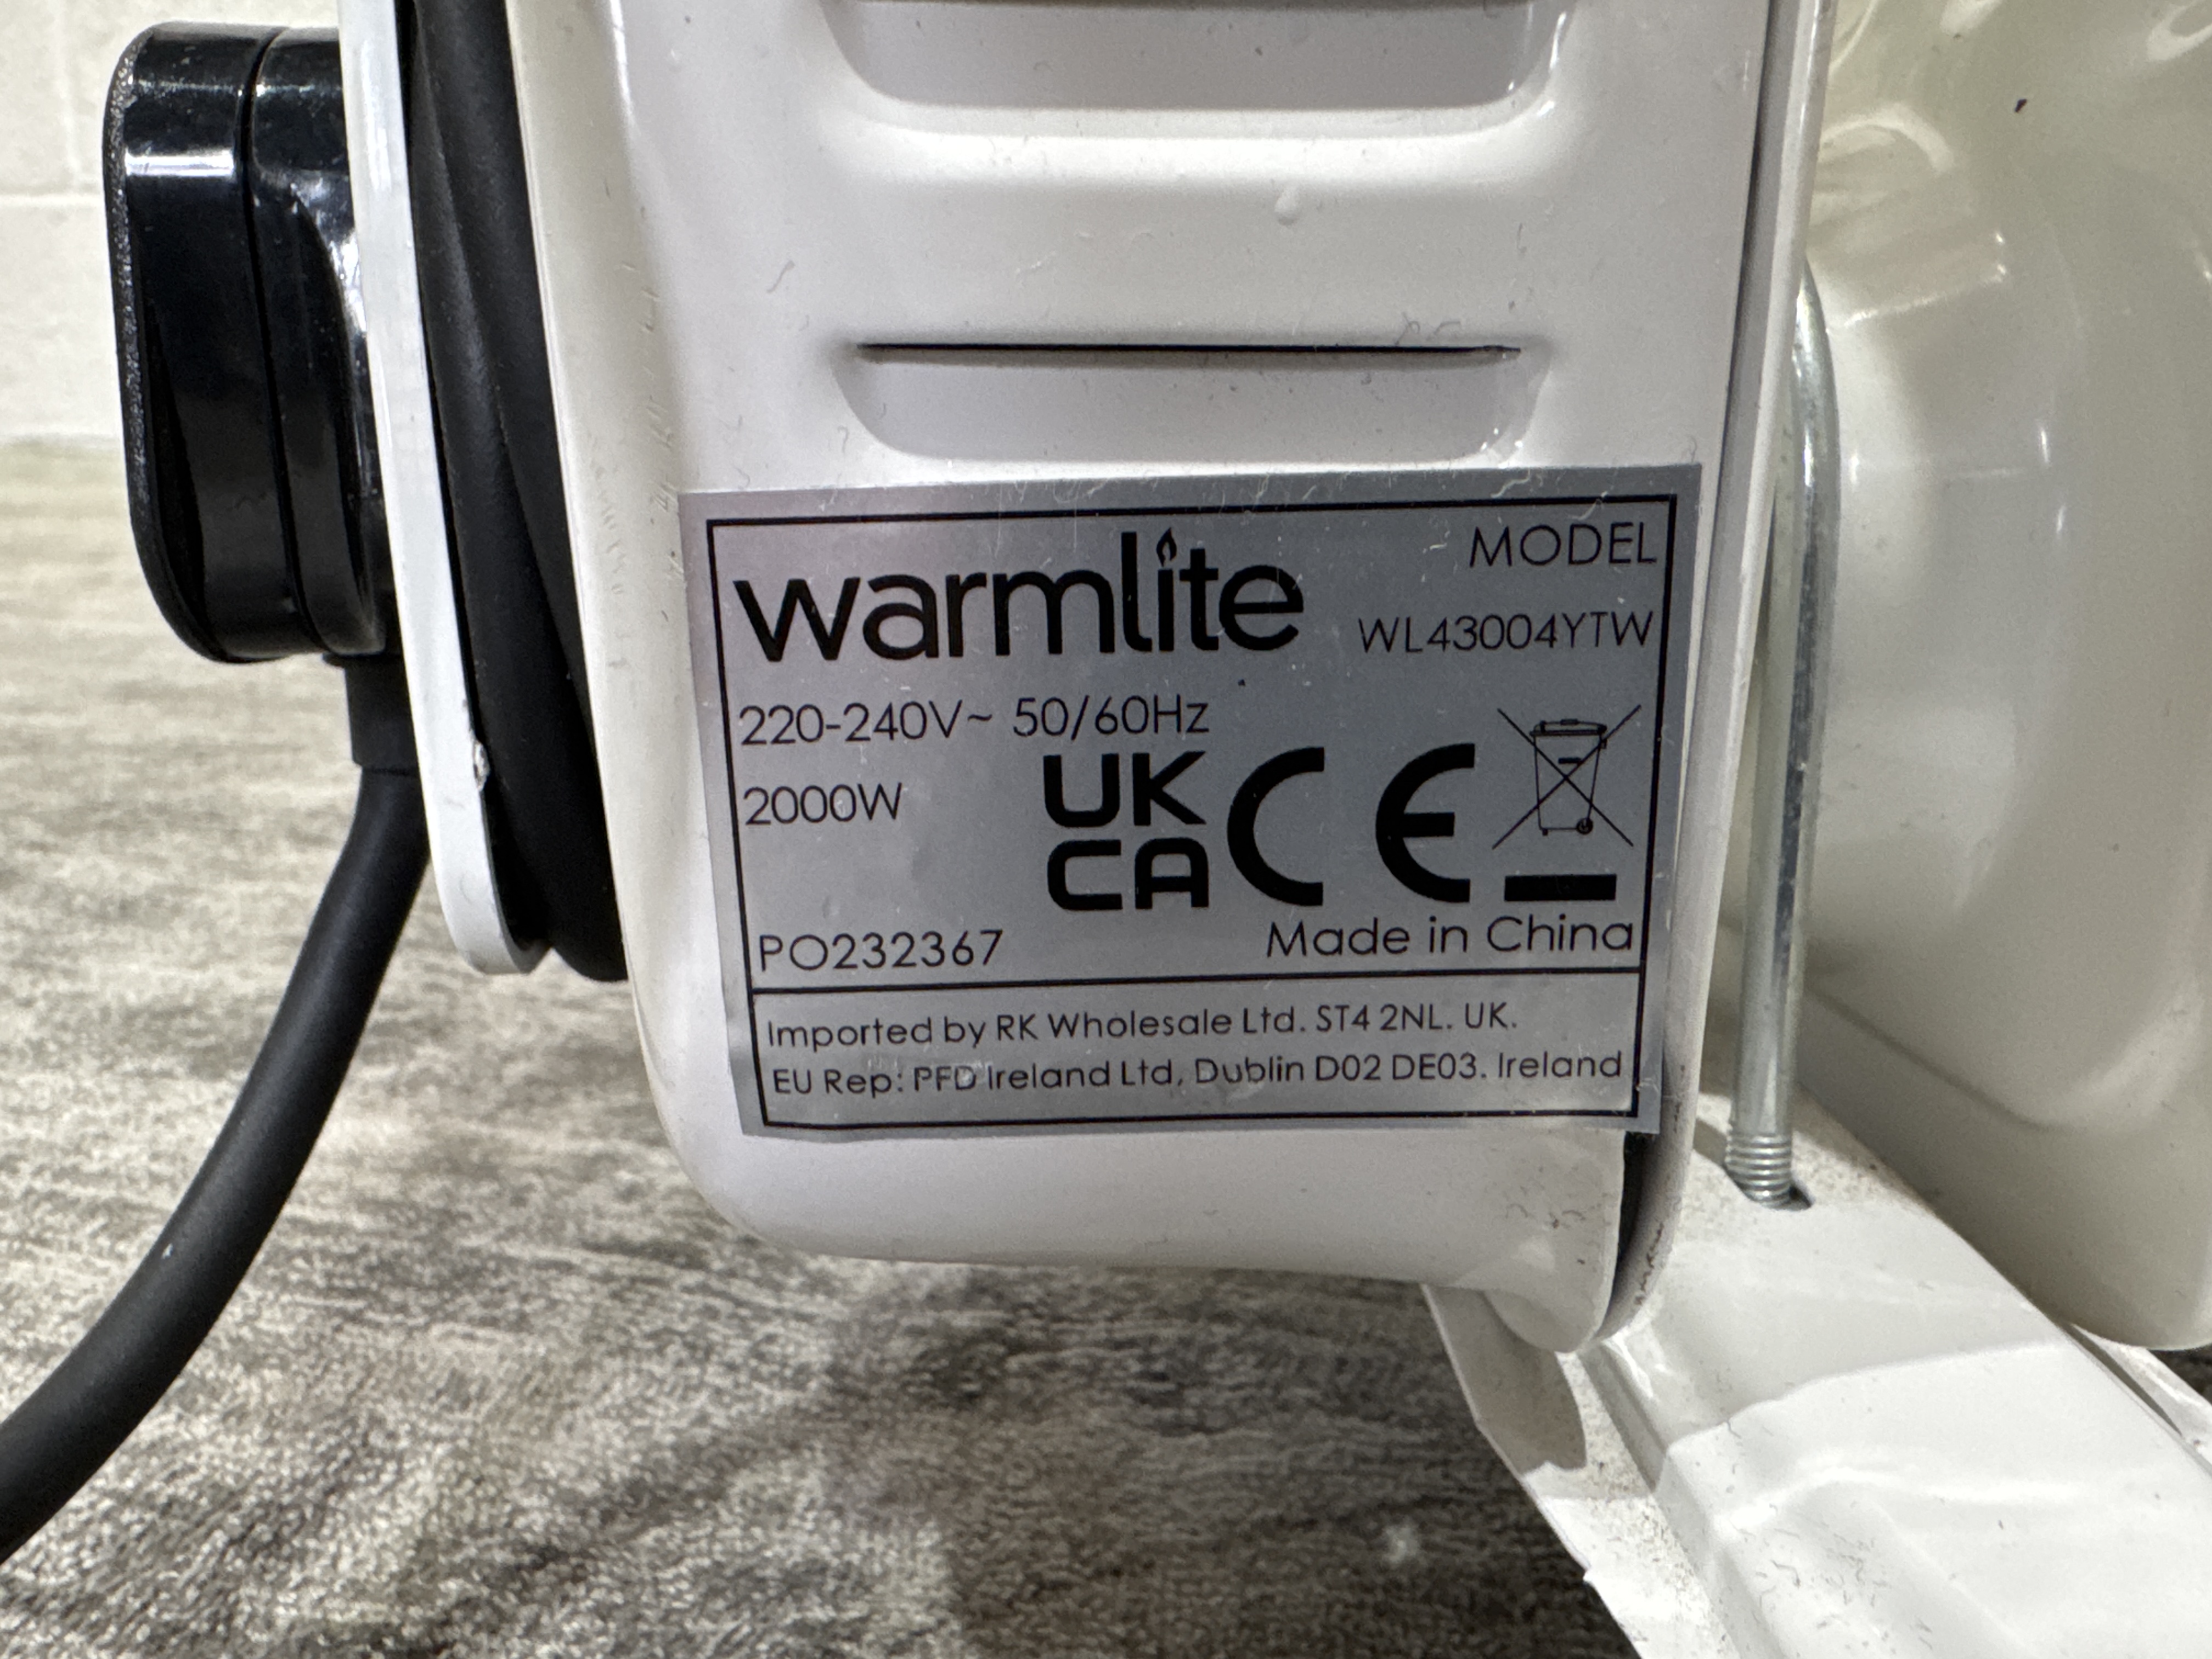 warmlite
MODEL
WL43004YTW
220-240V~ 50/60Hz
2000W
UK
CA
CE
PO232367
Made in China
Imported by RK Wholesale Ltd. ST4 2NL. UK.
EU Rep: PFD Ireland Ltd, Dublin D02 DE03. Ireland